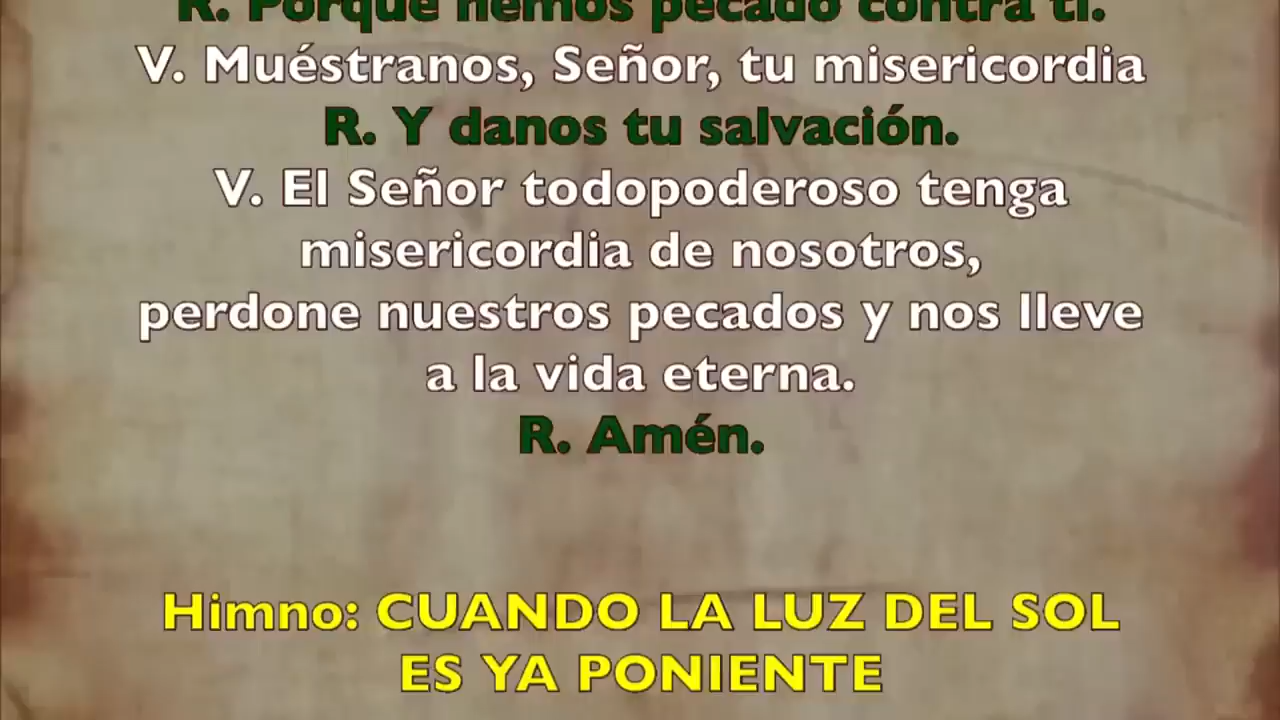 R. Porque hemos pecado contra ti.
V. Muéstranos, Señor, tu misericordia
R. Y danos tu salvación.
V. El Señor todopoderoso tenga
misericordia de nosotros,
perdone nuestros pecados y nos lleve
a la vida eterna.
R. Amén.
Himno: CUANDO LA LUZ DEL SOL
ES YA PONIENTE